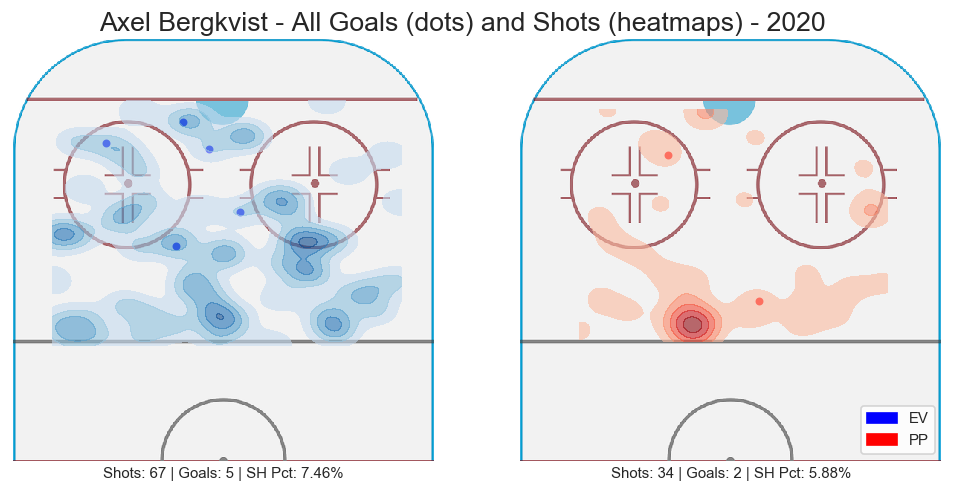 Axel Bergkvist - All Goals (dots) and Shots (heatmaps) - 2020
EV
PP
Shots: 67 | Goals: 5 | SH Pct: 7.46%
Shots: 34 | Goals: 2 | SH Pct: 5.88%